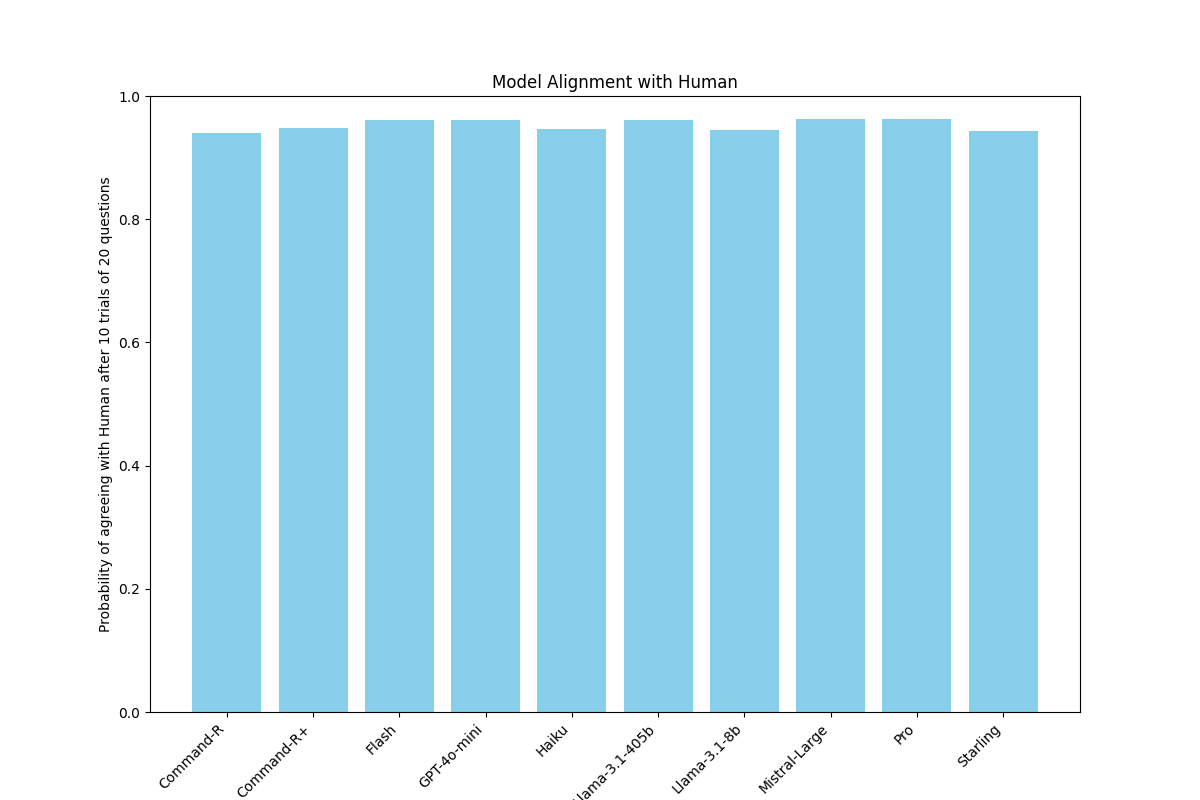 Model Alignment with Human
Probability of agreeing with Human after 10 trials of 20 questions
1.0
0.8
0.6
0.4
0.2
0.0
Command-R
Command-R+
Flash
GPT-4o-mini
Haiku
Llama-3.1-405b
Llama-3.1-8b
Mistral-Large
Pro
Starling